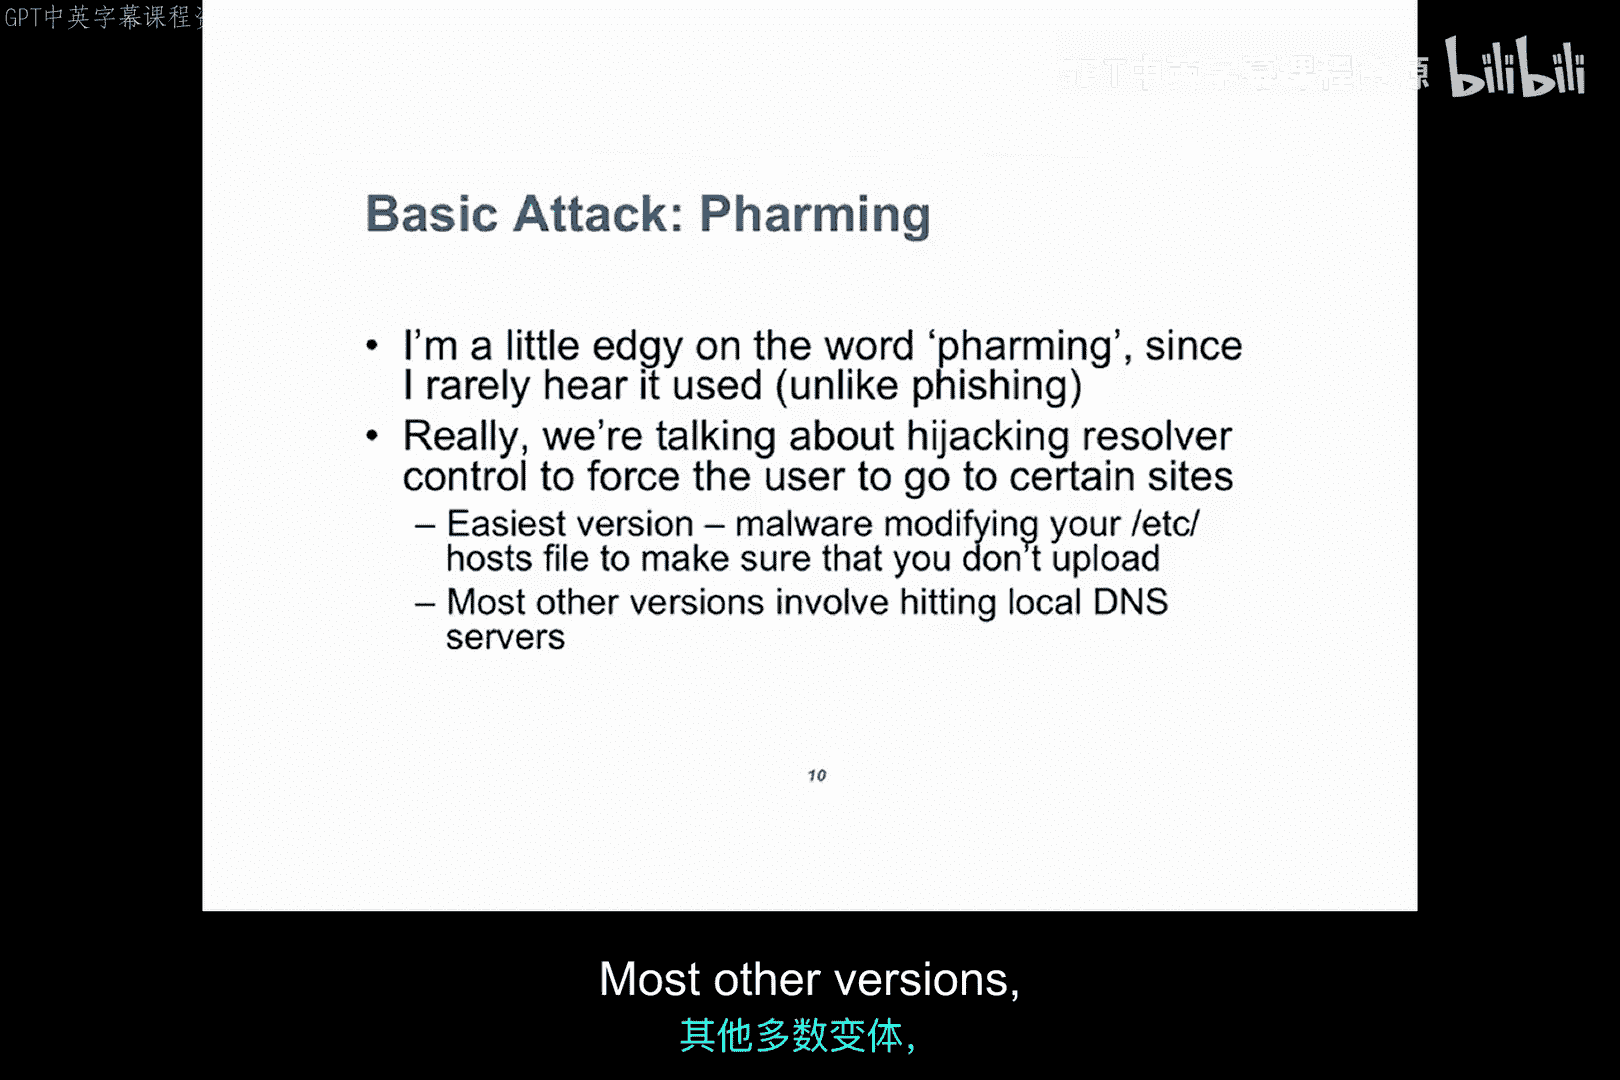 GPT中英字幕课程
bilibili
Basic Attack: Pharming
• I'm a little edgy on the word ‘pharming’, since
I rarely hear it used (unlike phishing)
• Really, we're talking about hijacking resolver
control to force the user to go to certain sites
– Easiest version – malware modifying your /etc/
hosts file to make sure that you don't upload
– Most other versions involve hitting local DNS
servers
10
Most other versions,
其他多数变体，